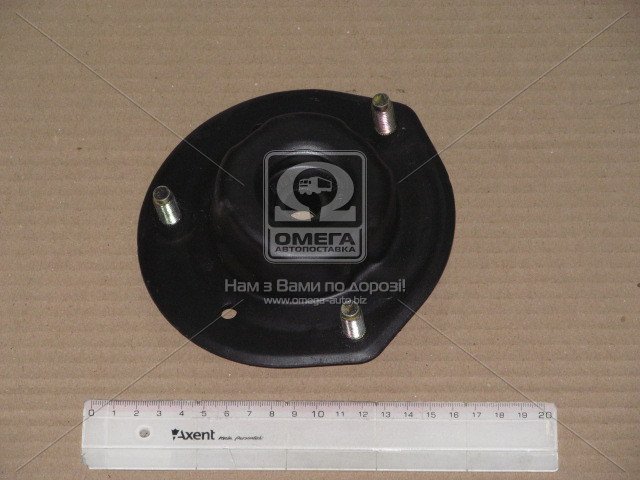 ОМЕГА
АВТОПОСТАВКА
Нам з Вами по дорозі!
www.omega-auto.biz
0 1 2 3 4 5 6 7 8 9 10 11 12 13 14 15 16 17 18 19 20
Axent